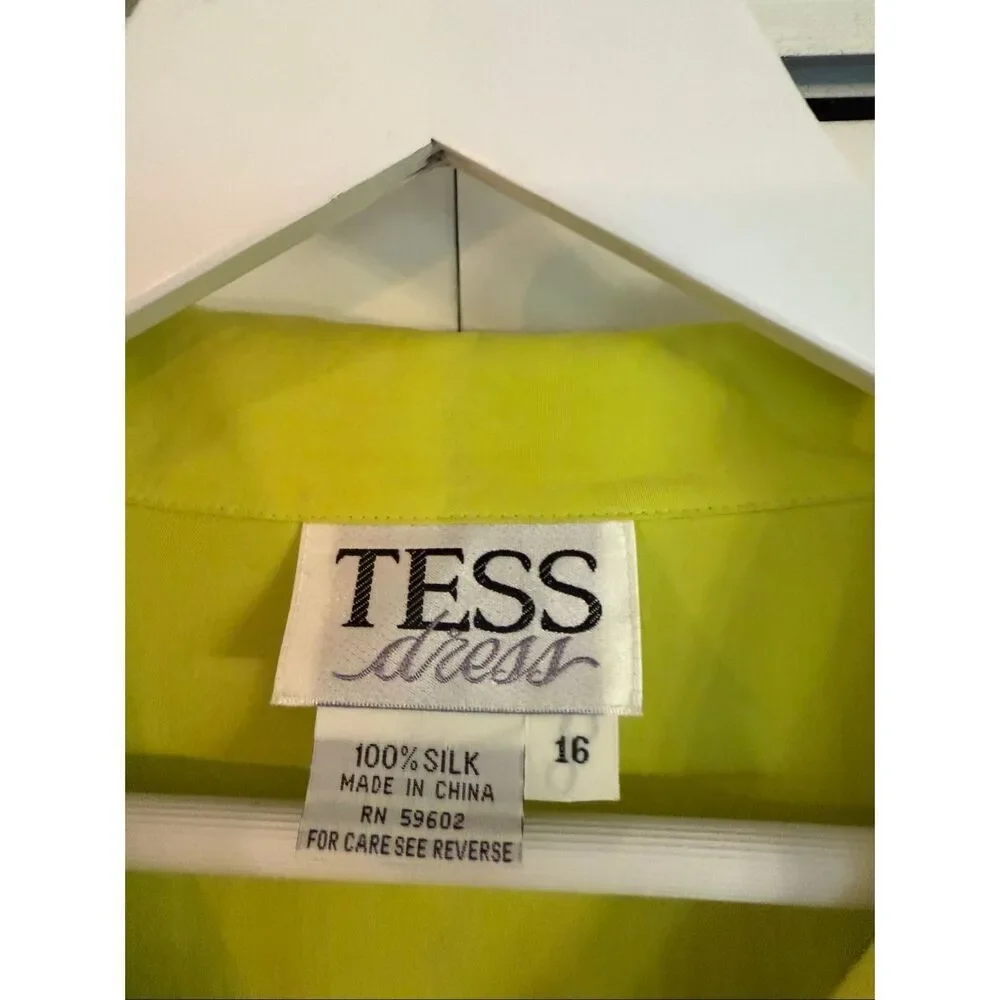 TESS
dress
16
100% SILK
MADE IN CHINA
RN 59602
FOR CARE SEE REVERSE